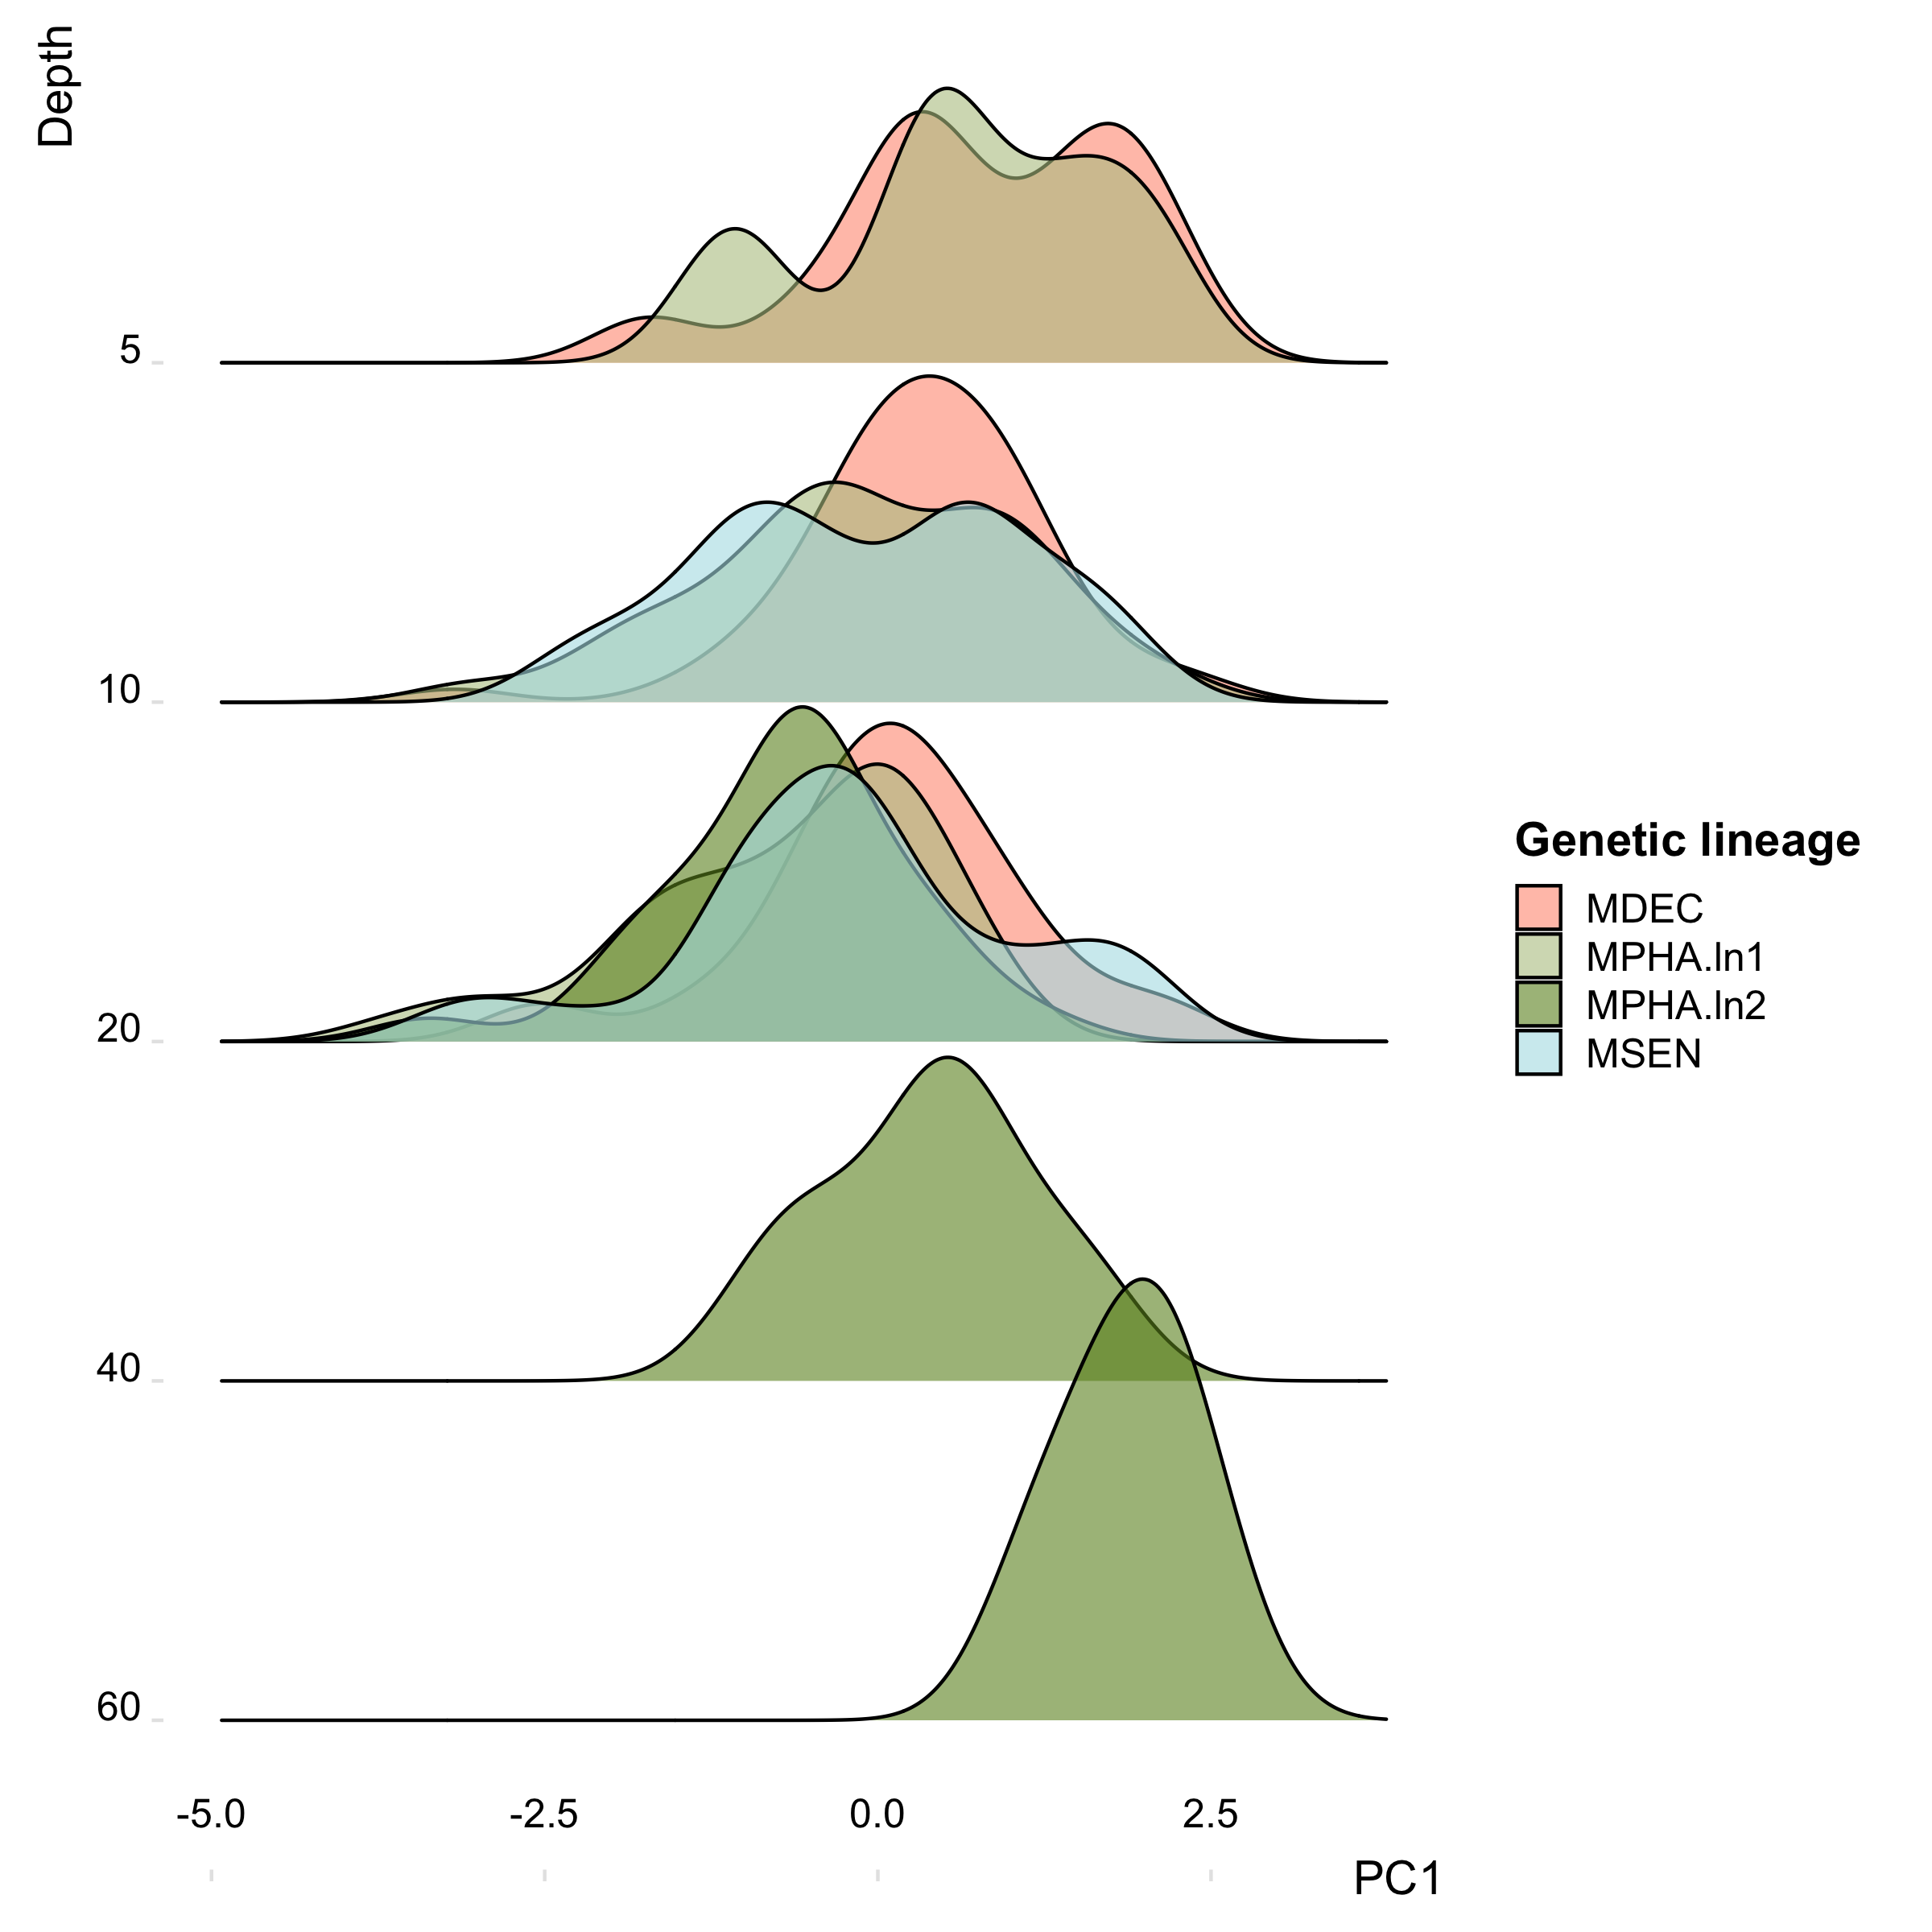 Depth
5
10
20
40
60
-5.0 -2.5 0.0 2.5
PC1
Genetic lineage
MDEC
MPHA.ln1
MPHA.ln2
MSEN